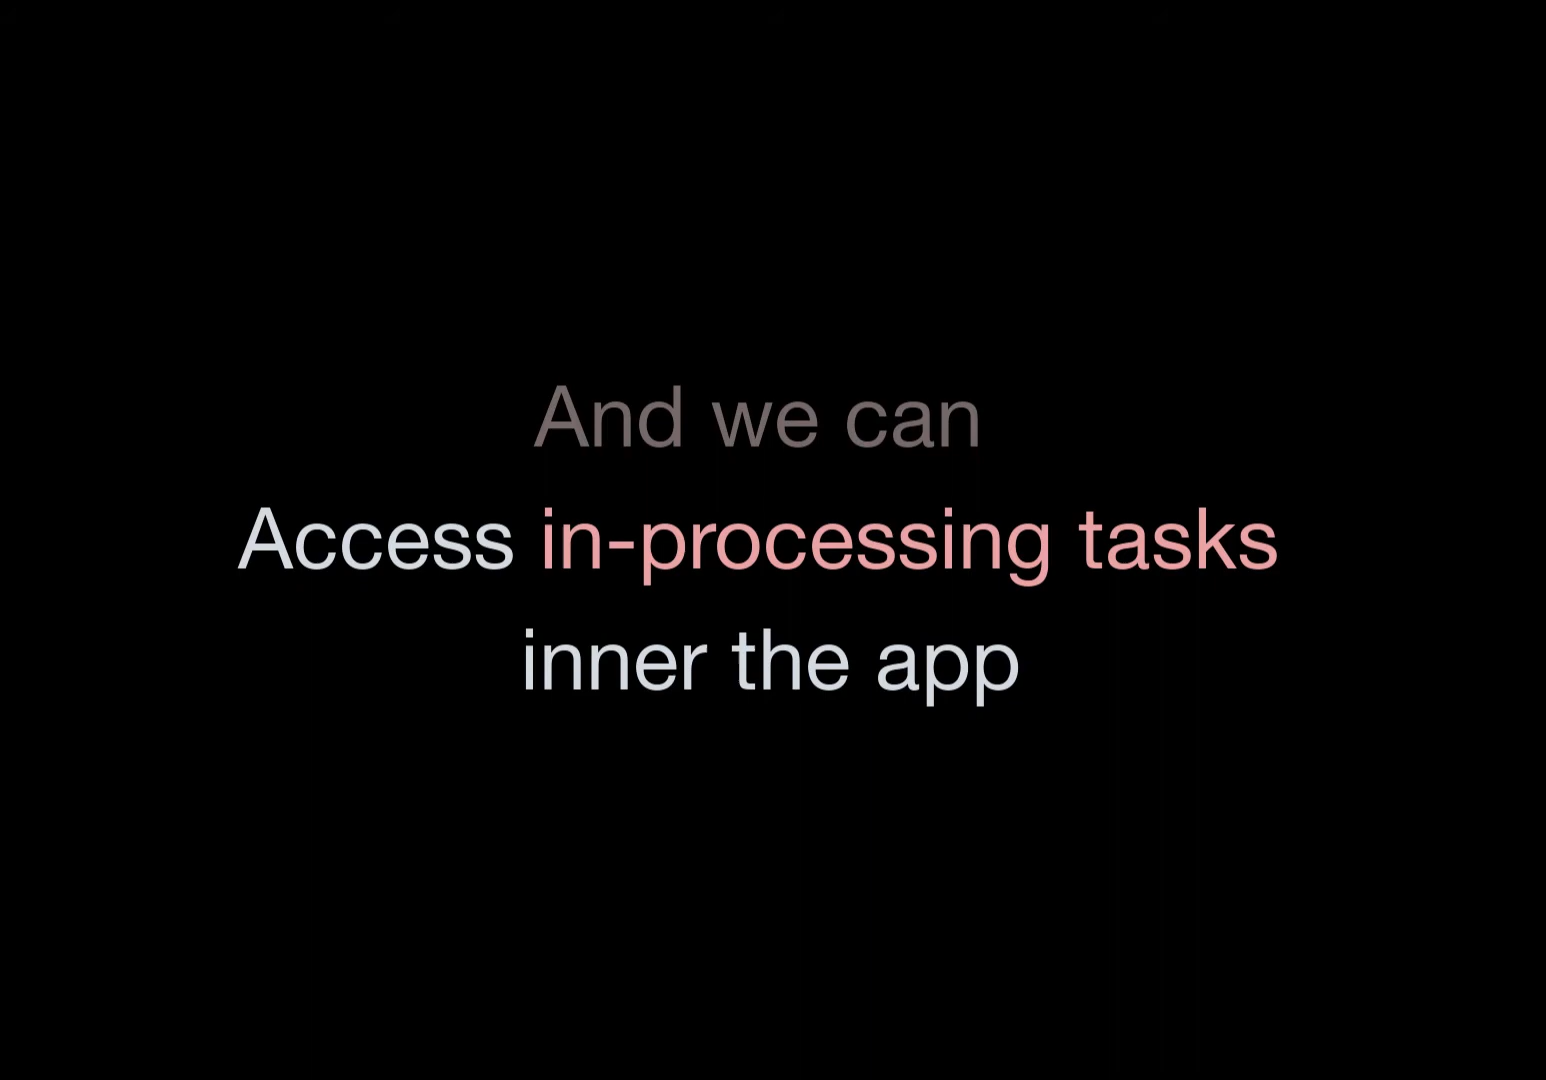 And we can
Access in-processing tasks
inner the app